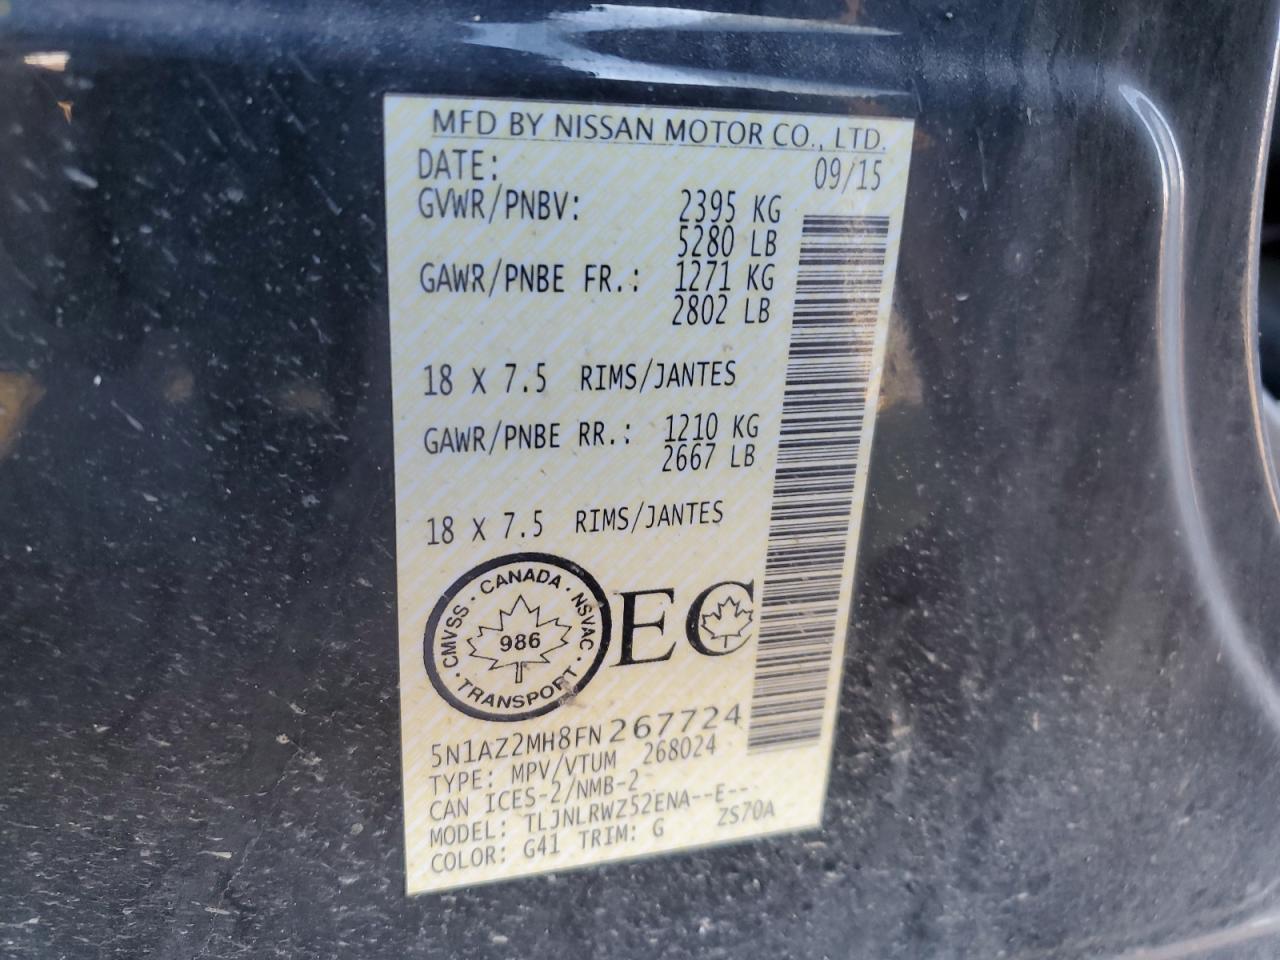 MFD BY NISSAN MOTOR CO., LTD.
DATE: 09/15
GVWR/PNBV: 2395 KG
5280 LB
GAWR/PNBE FR.: 1271 KG
2802 LB
18 X 7.5 RIMS/JANTES
GAWR/PNBE RR.: 1210 KG
2667 LB
18 X 7.5 RIMS/JANTES
CMVSS · CANADA · NSVAC · TRANSPORT ·
986
EC
5N1AZ2MH8FN267724
TYPE: MPV/VTUM 268024
CAN ICES-2/NMB-2
MODEL: TLJNLRWZ52ENA--E--
COLOR: G41 TRIM: G ZS70A